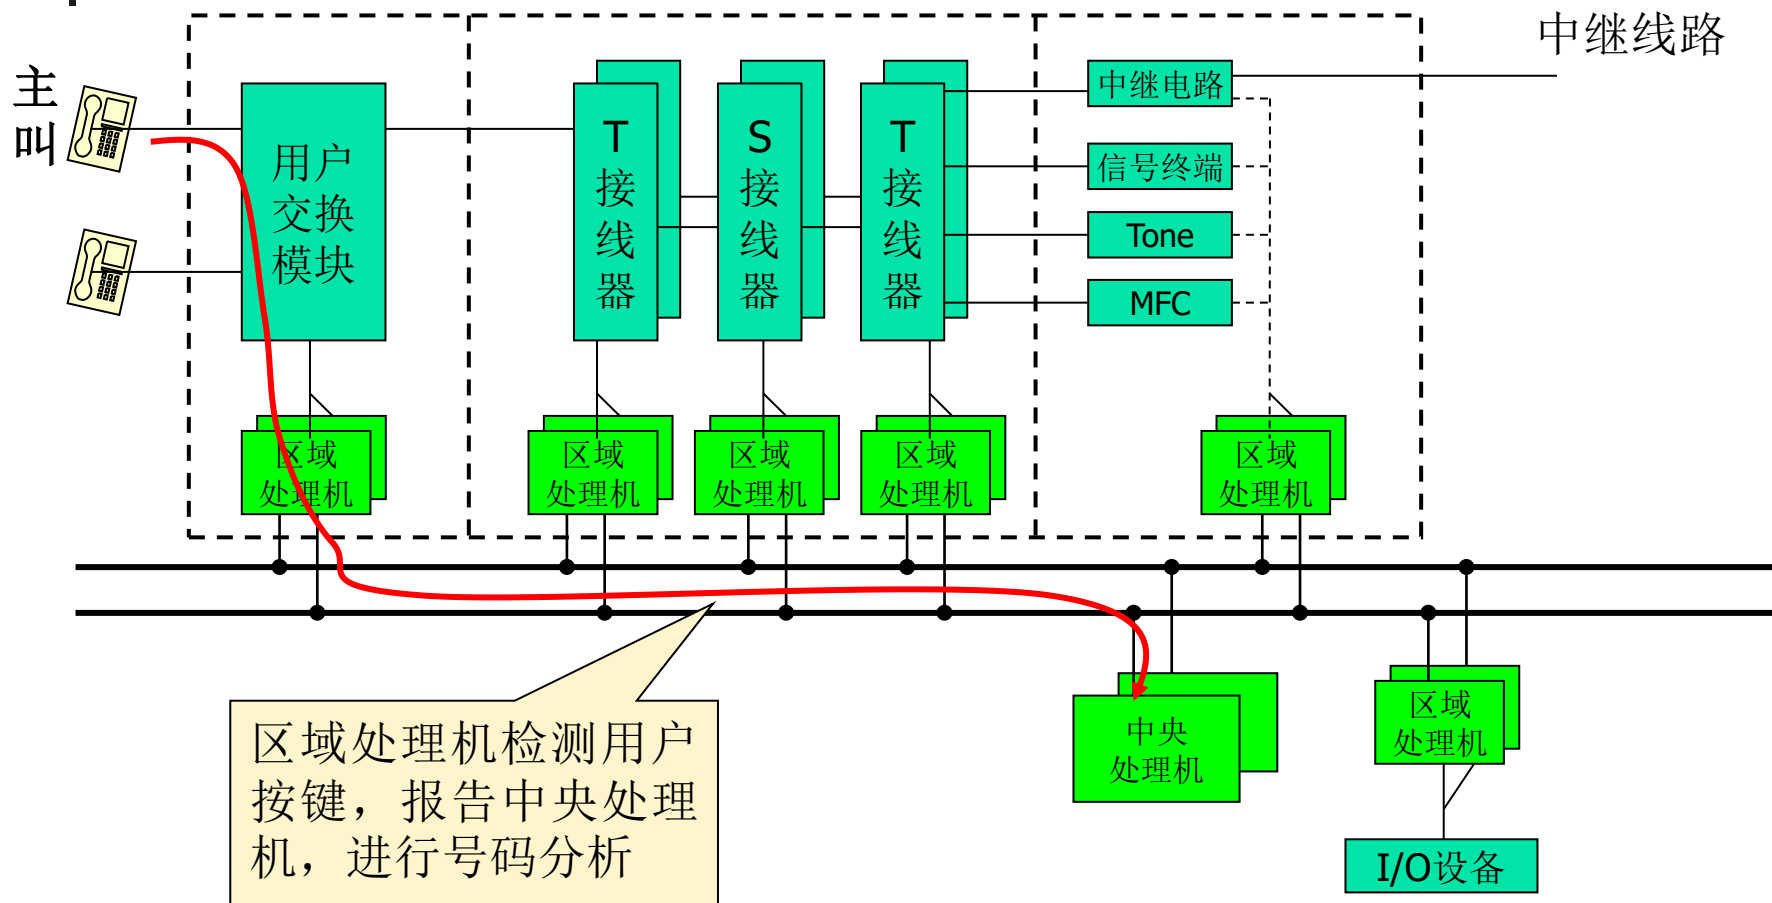 中继线路
主
叫
用户
交换
模块
T
接
线
器
S
接
线
器
T
接
线
器
中继电路
信号终端
Tone
MFC
区域
处理机
区域
处理机
区域
处理机
区域
处理机
区域
处理机
区域处理机检测用户
按键，报告中央处理
机，进行号码分析
中央
处理机
区域
处理机
I/O设备